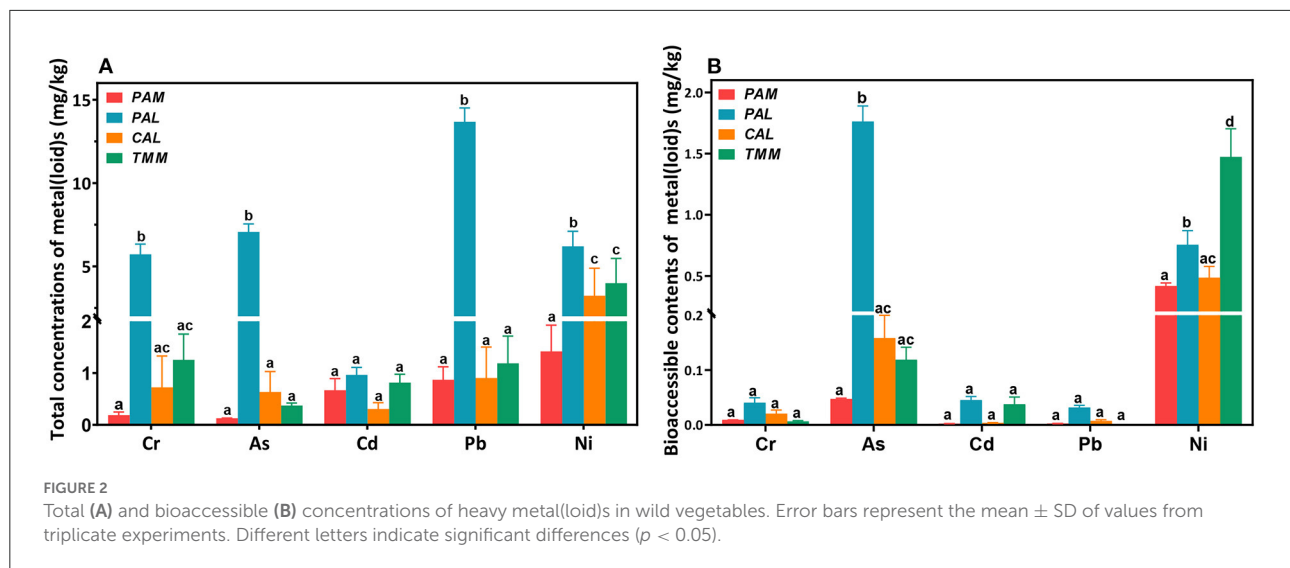 A
Total concentrations of metal(loid)s (mg/kg)
PAM
PAL
CAL
TMM
15
10
5
2
1
0
a b ac ac
a b a a
a a a a
a b a a
a b c c
Cr As Cd Pb Ni
B
Bioaccessible contents of metal(loid)s (mg/kg)
PAM
PAL
CAL
TMM
2.0
1.5
1.0
0.5
0.2
0.1
0.0
a a a a
a b ac ac
a a a a
a a a a
a b ac d
Cr As Cd Pb Ni
FIGURE 2
Total (A) and bioaccessible (B) concentrations of heavy metal(loid)s in wild vegetables. Error bars represent the mean ± SD of values from
triplicate experiments. Different letters indicate significant differences (p < 0.05).